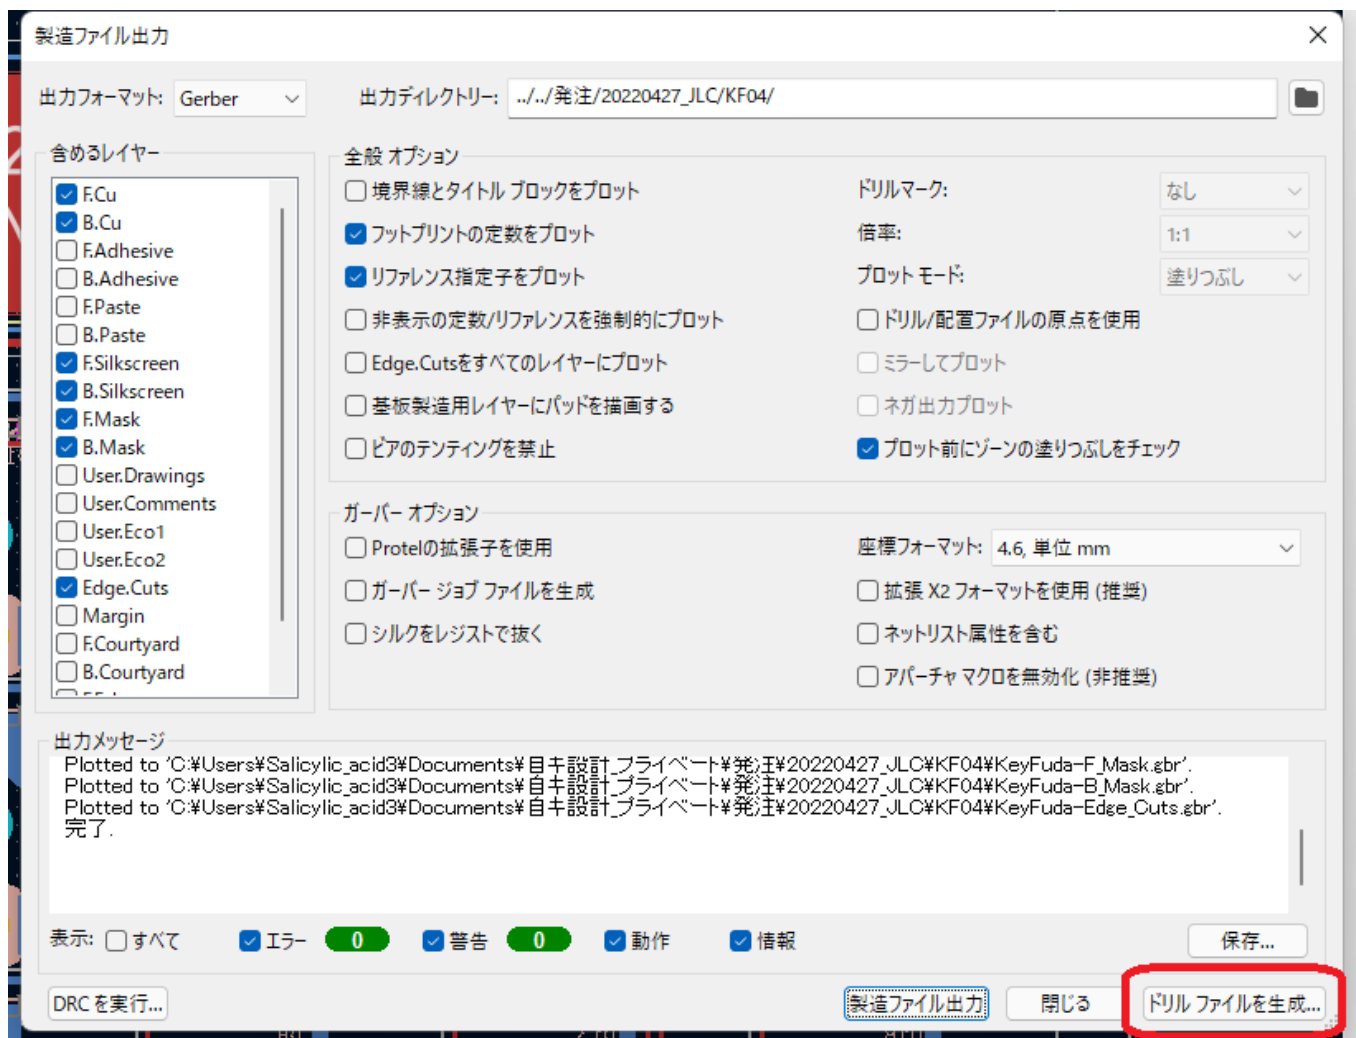 製造ファイル出力
出力フォーマット: Gerber
出力ディレクトリー: ../../発注/20220427_JLC/KF04/
含めるレイヤー
F.Cu
B.Cu
F.Adhesive
B.Adhesive
F.Paste
B.Paste
F.Silkscreen
B.Silkscreen
F.Mask
B.Mask
User.Drawings
User.Comments
User.Eco1
User.Eco2
Edge.Cuts
Margin
F.Courtyard
B.Courtyard
全般 オプション
境界線とタイトル ブロックをプロット
フットプリントの定数をプロット
リファレンス指定子をプロット
非表示の定数/リファレンスを強制的にプロット
Edge.Cutsをすべてのレイヤーにプロット
基板製造用レイヤーにパッドを描画する
ビアのテンティングを禁止
ドリルマーク: なし
倍率: 1:1
プロット モード: 塗りつぶし
ドリル/配置ファイルの原点を使用
ミラーしてプロット
ネガ出力プロット
プロット前にゾーンの塗りつぶしをチェック
ガーバー オプション
Protelの拡張子を使用
ガーバー ジョブ ファイルを生成
シルクをレジストで抜く
座標フォーマット: 4.6, 単位 mm
拡張 X2 フォーマットを使用 (推奨)
ネットリスト属性を含む
アパーチャ マクロを無効化 (非推奨)
出力メッセージ
Plotted to 'C:¥Users¥Salicylic_acid3¥Documents¥自キ設計_プライベート¥発注¥20220427_JLC¥KF04¥KeyFuda-F_Mask.gbr'.
Plotted to 'C:¥Users¥Salicylic_acid3¥Documents¥自キ設計_プライベート¥発注¥20220427_JLC¥KF04¥KeyFuda-B_Mask.gbr'.
Plotted to 'C:¥Users¥Salicylic_acid3¥Documents¥自キ設計_プライベート¥発注¥20220427_JLC¥KF04¥KeyFuda-Edge_Cuts.gbr'.
完了.
表示: すべて エラー 0 警告 0 動作 情報 保存...
DRC を実行... 製造ファイル出力 閉じる ドリル ファイルを生成...